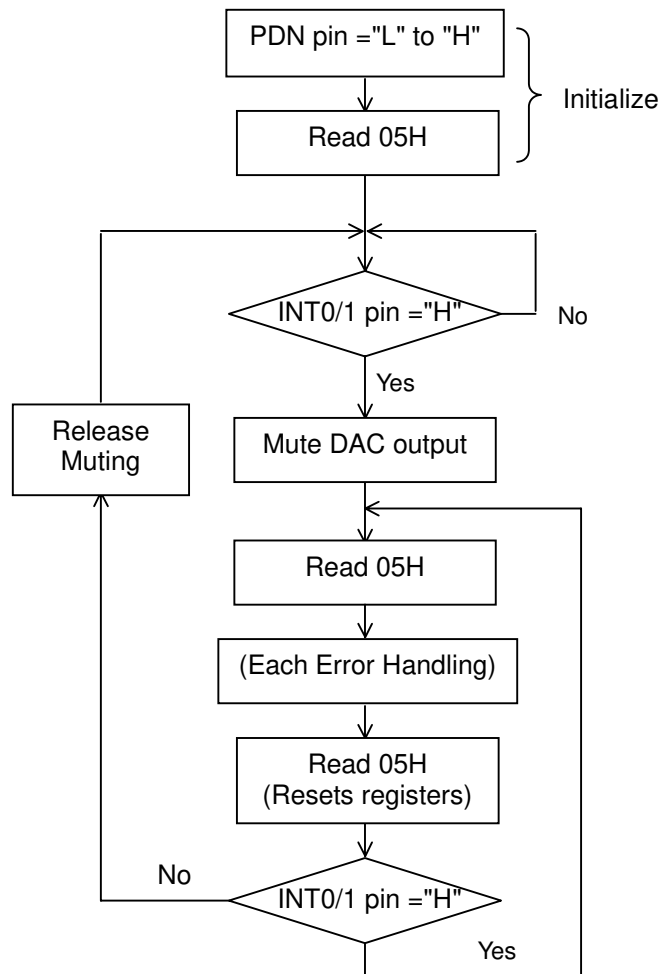 PDN pin ="L" to "H"
Initialize
Read 05H
INT0/1 pin ="H"
No
Yes
Release
Muting
Mute DAC output
Read 05H
(Each Error Handling)
Read 05H
(Resets registers)
No
INT0/1 pin ="H"
Yes